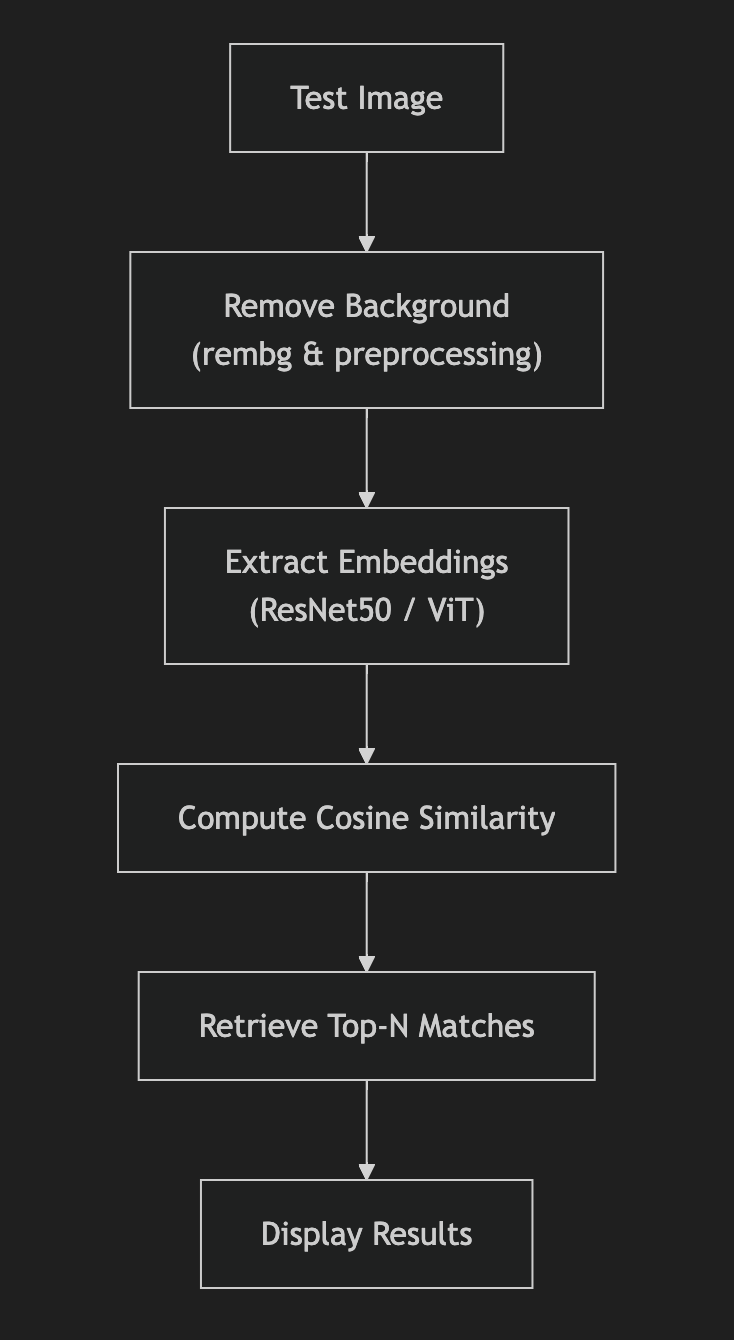 Test Image
Remove Background
(rembg & preprocessing)
Extract Embeddings
(ResNet50 / ViT)
Compute Cosine Similarity
Retrieve Top-N Matches
Display Results